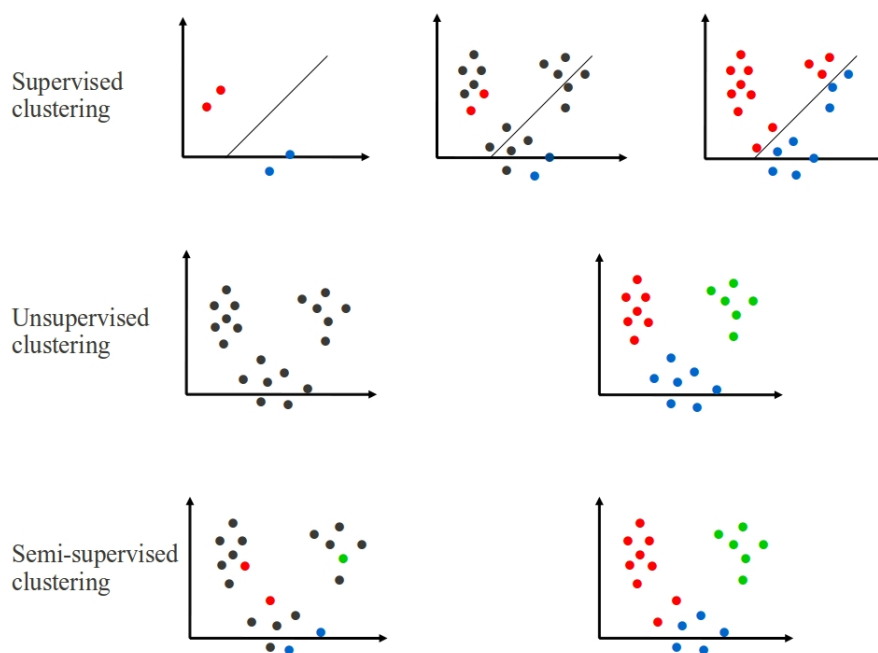 Supervised
clustering
Unsupervised
clustering
Semi-supervised
clustering